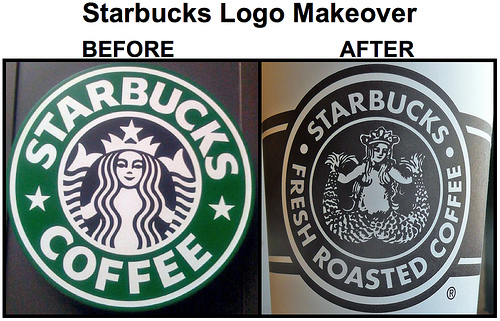 Starbucks Logo Makeover
BEFORE
AFTER
STARBUCKS
COFFEE
STARBUCKS
FRESH ROASTED COFFEE
®